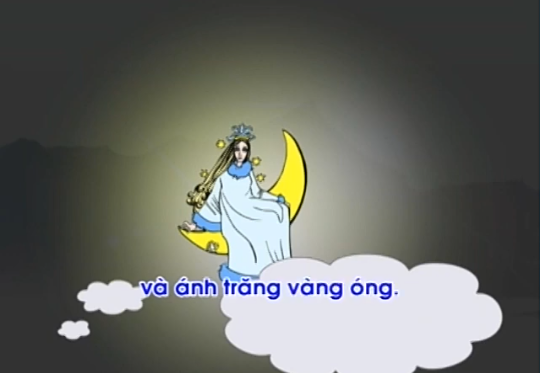 và ánh trăng vàng óng.